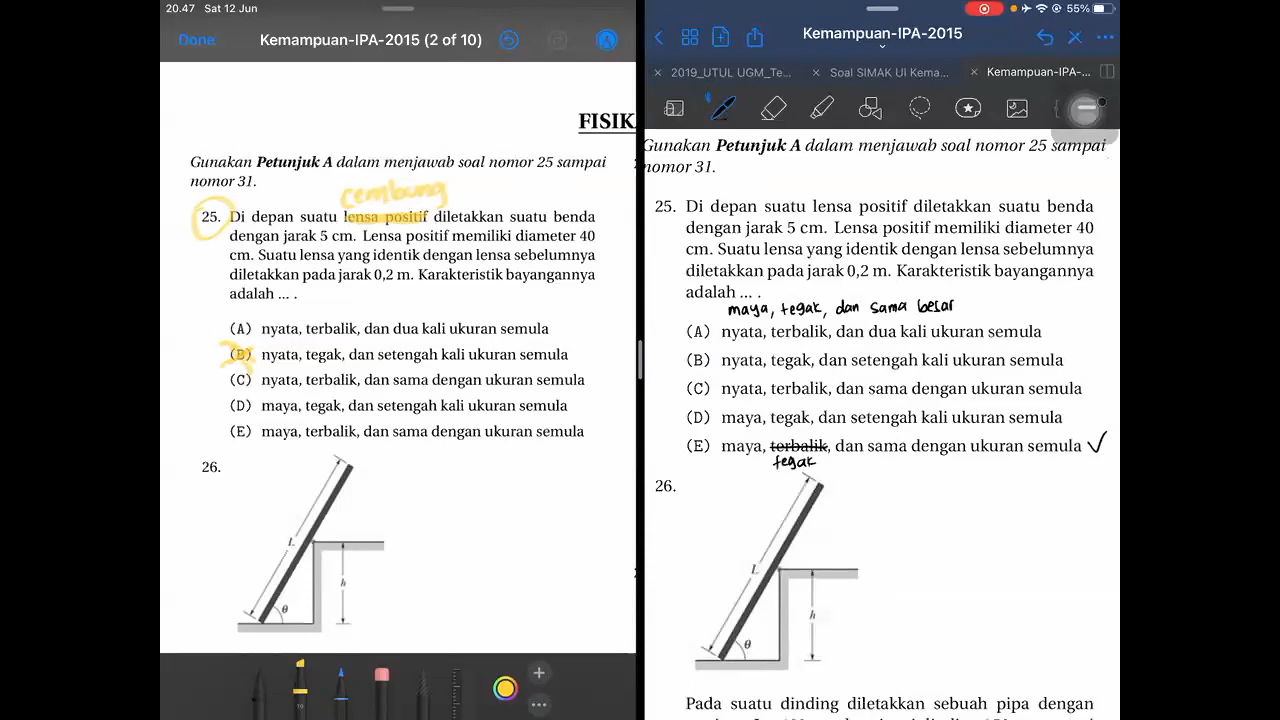 20.47 Sat 12 Jun
Done
Kemampuan-IPA-2015 (2 of 10)
FISIK
Gunakan Petunjuk A dalam menjawab soal nomor 25 sampai
nomor 31.
cembung
25. Di depan suatu lensa positif diletakkan suatu benda
dengan jarak 5 cm. Lensa positif memiliki diameter 40
cm. Suatu lensa yang identik dengan lensa sebelumnya
diletakkan pada jarak 0,2 m. Karakteristik bayangannya
adalah ... .
(A) nyata, terbalik, dan dua kali ukuran semula
(B) nyata, tegak, dan setengah kali ukuran semula
(C) nyata, terbalik, dan sama dengan ukuran semula
(D) maya, tegak, dan setengah kali ukuran semula
(E) maya, terbalik, dan sama dengan ukuran semula
26.
L
h
θ
55%
Kemampuan-IPA-2015
2019_UTUL UGM_Te...
Soal SIMAK UI Kema...
Kemampuan-IPA-...
Gunakan Petunjuk A dalam menjawab soal nomor 25 sampai
nomor 31.
25. Di depan suatu lensa positif diletakkan suatu benda
dengan jarak 5 cm. Lensa positif memiliki diameter 40
cm. Suatu lensa yang identik dengan lensa sebelumnya
diletakkan pada jarak 0,2 m. Karakteristik bayangannya
adalah ... .
maya, tegak, dan sama besar
(A) nyata, terbalik, dan dua kali ukuran semula
(B) nyata, tegak, dan setengah kali ukuran semula
(C) nyata, terbalik, dan sama dengan ukuran semula
(D) maya, tegak, dan setengah kali ukuran semula
(E) maya, terbalik, dan sama dengan ukuran semula
tegak
26.
L
h
θ
Pada suatu dinding diletakkan sebuah pipa dengan